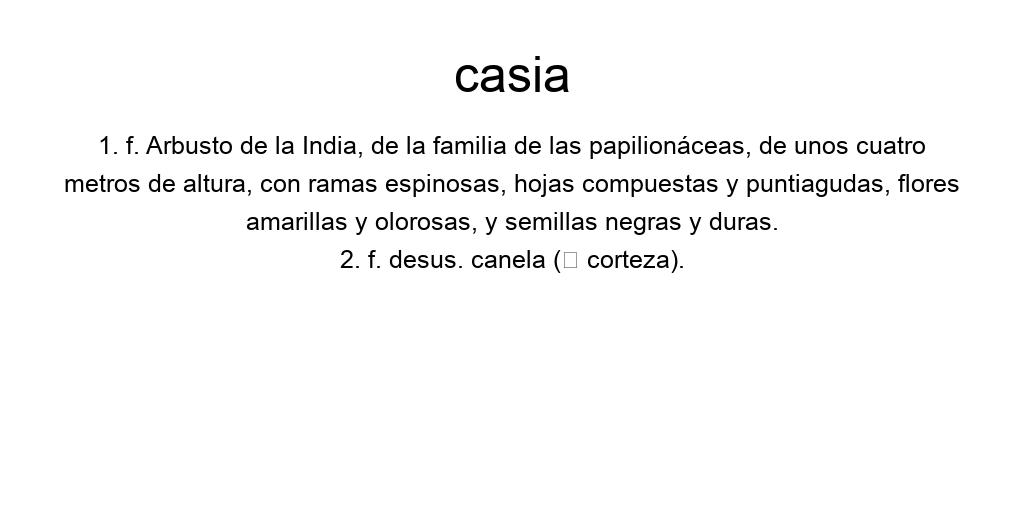 casia
1. f. Arbusto de la India, de la familia de las papilionáceas, de unos cuatro
metros de altura, con ramas espinosas, hojas compuestas y puntiagudas, flores
amarillas y olorosas, y semillas negras y duras.
2. f. desus. canela (□ corteza).